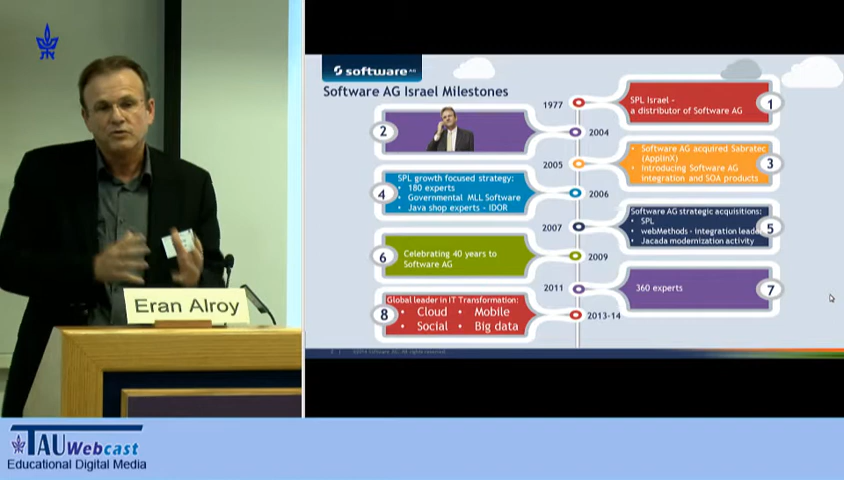 software AG
Software AG Israel Milestones
1977
SPL Israel -
a distributor of Software AG
1
2
2004
2005
Software AG acquired Sabratec
(ApplinX)
Introducing Software AG
Integration and SOA products
3
SPL growth focused strategy:
180 experts
Governmental MLL Software
Java shop experts - IDOR
4
2006
2007
Software AG strategic acquisitions:
SPL
webMethods - Integration leader
Jacada modernization activity
5
6
Celebrating 40 years to
Software AG
2009
2011
360 experts
7
8
Global leader in IT Transformation:
Cloud • Mobile
Social • Big data
2013-14
Eran Alroy
TAU Webcast
Educational Digital Media